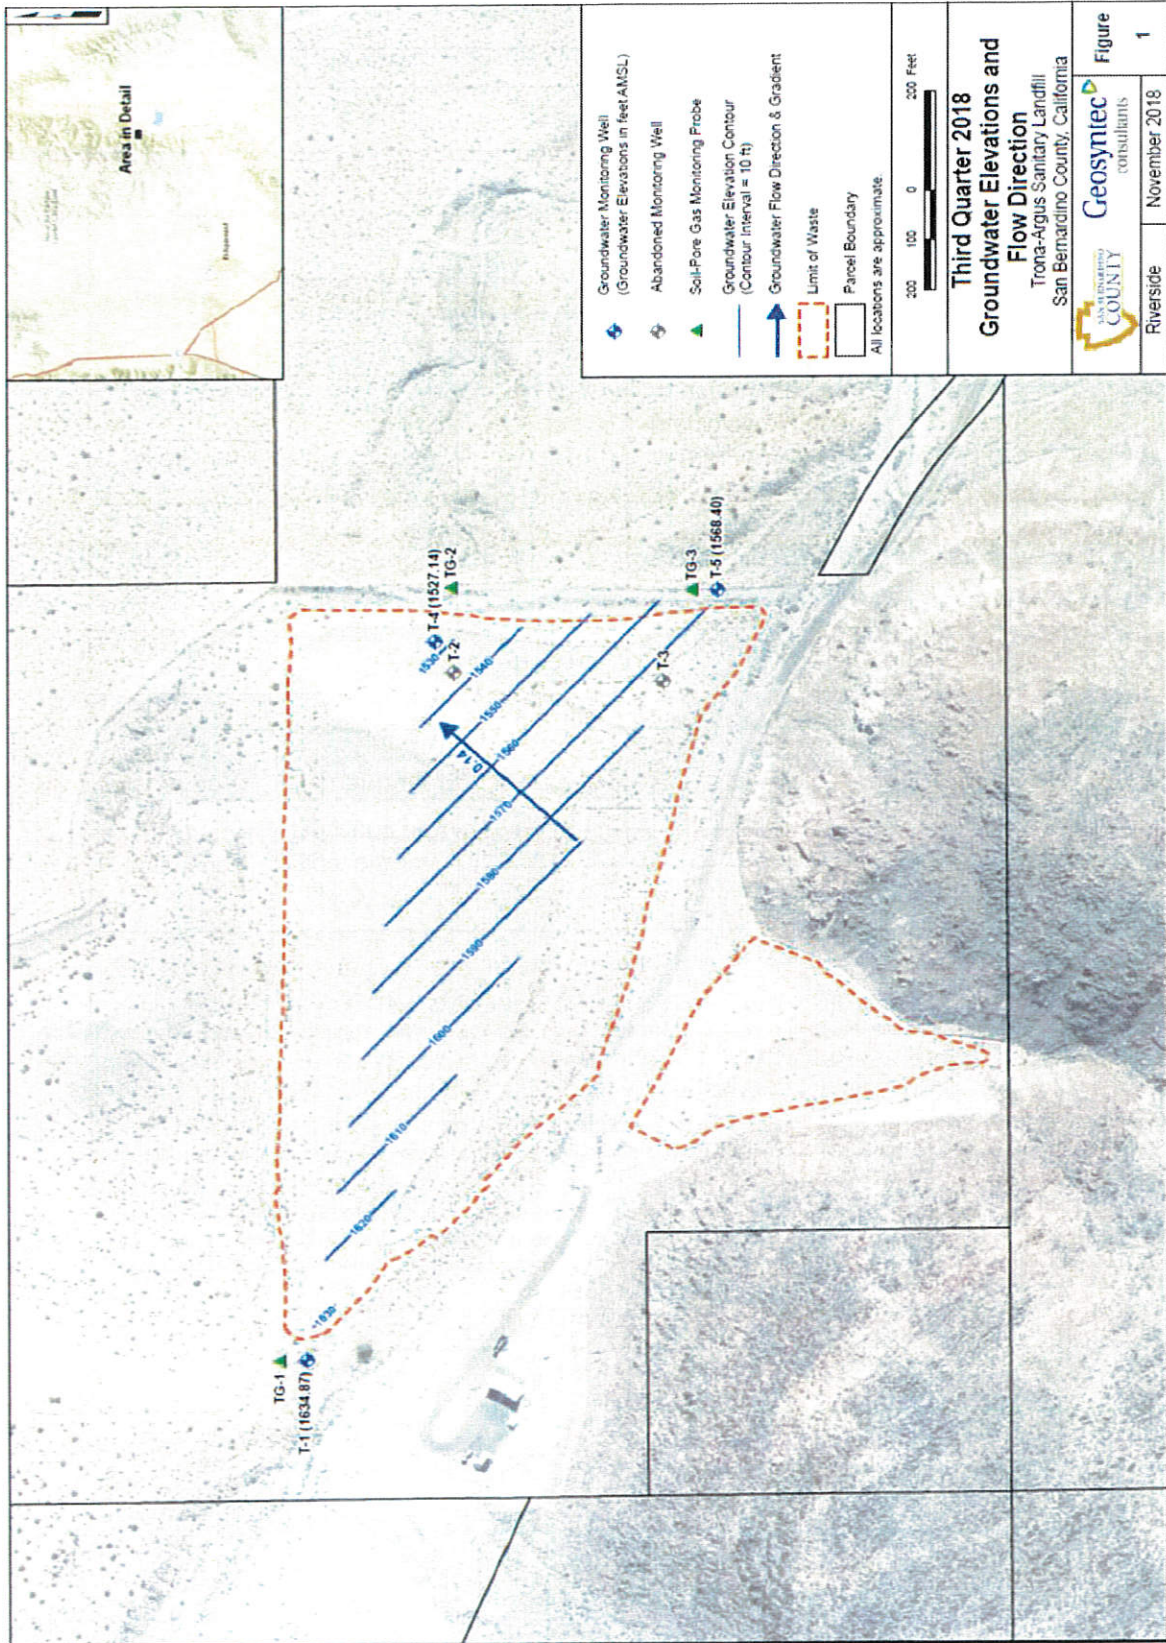 Area in Detail
Ridgecrest
Groundwater Monitoring Well
(Groundwater Elevations in feet AMSL)
Abandoned Monitoring Well
Soil-Pore Gas Monitoring Probe
Groundwater Elevation Contour
(Contour Interval = 10 ft)
Groundwater Flow Direction & Gradient
Limit of Waste
Parcel Boundary
All locations are approximate.
200 100 0 200 Feet
Third Quarter 2018
Groundwater Elevations and
Flow Direction
Trona-Argus Sanitary Landfill
San Bernardino County, California
SAN BERNARDINO
COUNTY
Geosyntec
consultants
Figure
1
Riverside
November 2018
TG-1
T-1 (1634.87)
1630
1620
1610
1600
1590
1580
1570
1560
1550
1540
1530
0.14
T-4 (1527.14)
TG-2
T-2
T-3
TG-3
T-5 (1568.40)